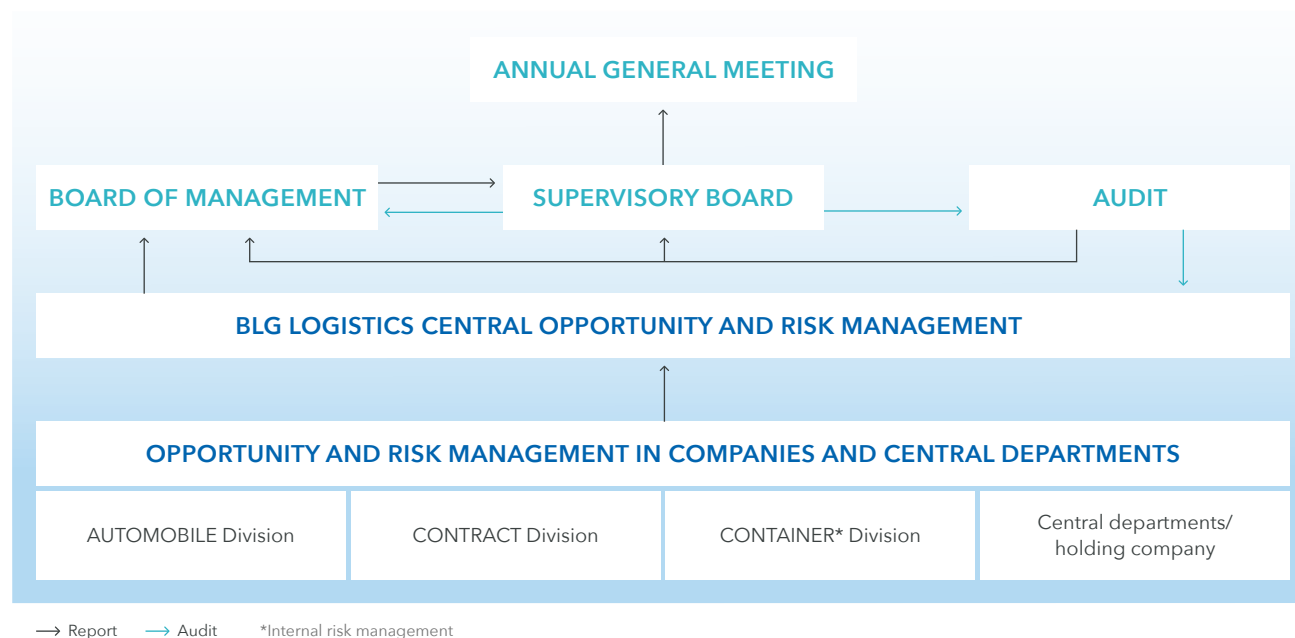 ANNUAL GENERAL MEETING
BOARD OF MANAGEMENT
SUPERVISORY BOARD
AUDIT
BLG LOGISTICS CENTRAL OPPORTUNITY AND RISK MANAGEMENT
OPPORTUNITY AND RISK MANAGEMENT IN COMPANIES AND CENTRAL DEPARTMENTS
AUTOMOBILE Division
CONTRACT Division
CONTAINER* Division
Central departments/
holding company
Report
Audit
*Internal risk management